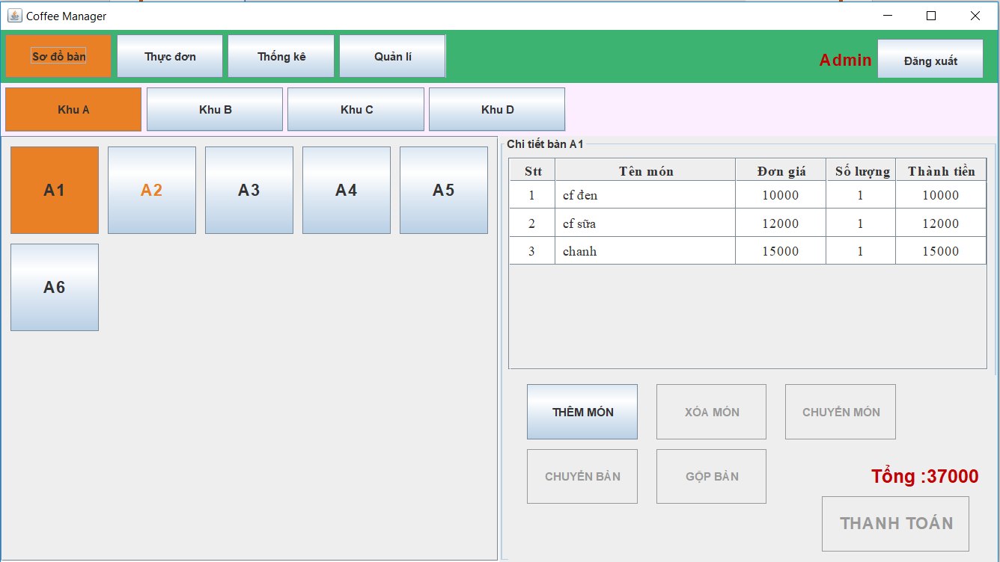 Coffee Manager
Sơ đồ bàn Thực đơn Thống kê Quản lí Admin Đăng xuất
Khu A Khu B Khu C Khu D
A1 A2 A3 A4 A5
A6
Chi tiết bàn A1
Stt Tên món Đơn giá Số lượng Thành tiền
1 cf đen 10000 1 10000
2 cf sữa 12000 1 12000
3 chanh 15000 1 15000
THÊM MÓN XÓA MÓN CHUYỂN MÓN
CHUYỂN BÀN GỘP BÀN
Tổng :37000
THANH TOÁN